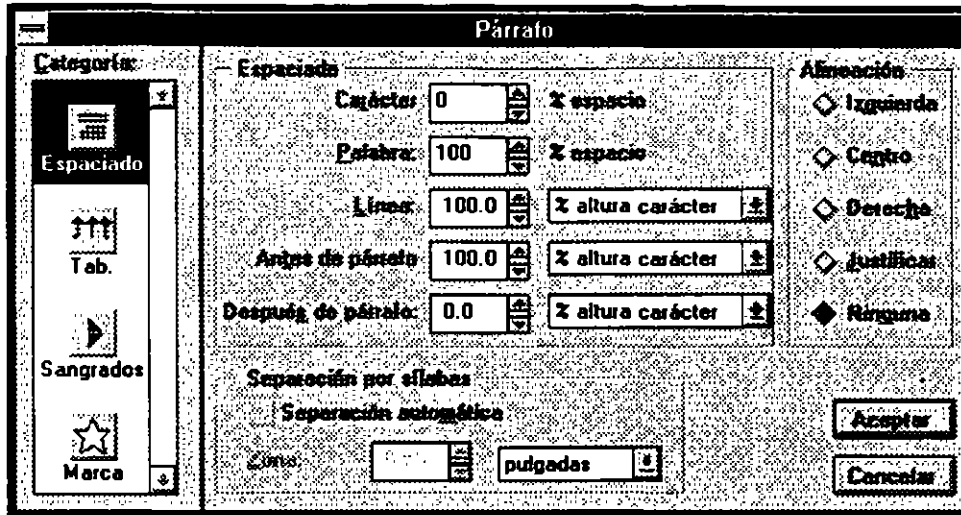 Párrafo
Categoría:
Espaciado
Tab.
Sangrados
Marca
Espaciado
Carácter 0 % espacio
Palabra: 100 % espacio
Línea: 100.0 % altura carácter
Antes de párrafo 100.0 % altura carácter
Después de párrafo: 0.0 % altura carácter
Alineación
Izquierda
Centro
Derecha
Justificar
Ninguna
Separación por sílabas
Separación automática
Zona: pulgadas
Aceptar
Cancelar